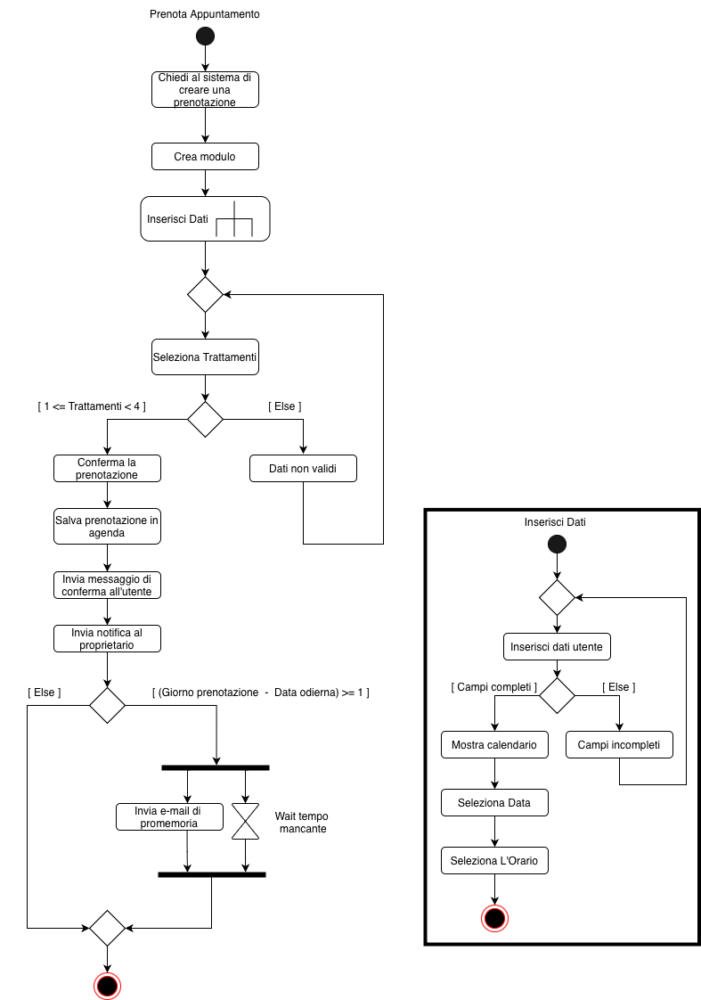 Prenota Appuntamento
Chiedi al sistema di
creare una
prenotazione
Crea modulo
Inserisci Dati
Seleziona Trattamenti
[ 1 <= Trattamenti < 4 ]
[ Else ]
Conferma la
prenotazione
Dati non validi
Salva prenotazione in
agenda
Invia messaggio di
conferma all'utente
Invia notifica al
proprietario
[ Else ]
[ (Giorno prenotazione - Data odierna) >= 1 ]
Invia e-mail di
promemoria
Wait tempo
mancante
Inserisci Dati
Inserisci dati utente
[ Campi completi ]
[ Else ]
Mostra calendario
Campi incompleti
Seleziona Data
Seleziona L'Orario